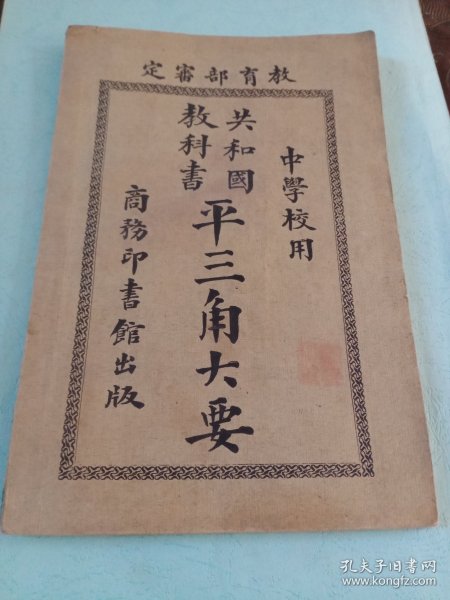 教育部審定
中學校用
共和國
教科書
平三角大要
商務印書館出版
孔夫子旧书网
www.kongfz.com